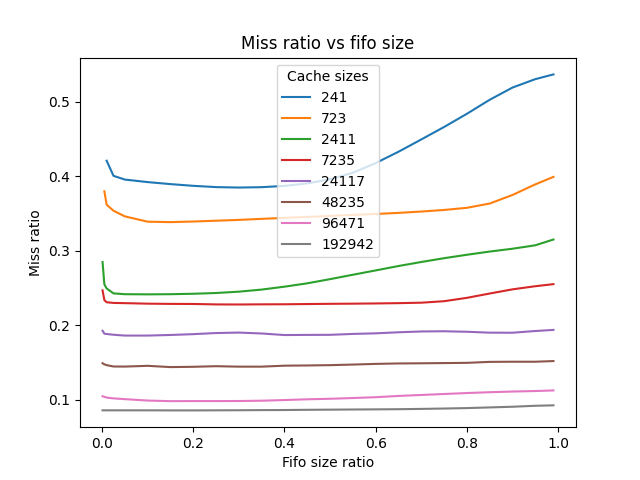 Miss ratio vs fifo size
Cache sizes
241
723
2411
7235
24117
48235
96471
192942
Miss ratio
0.5
0.4
0.3
0.2
0.1
0.0 0.2 0.4 0.6 0.8 1.0
Fifo size ratio